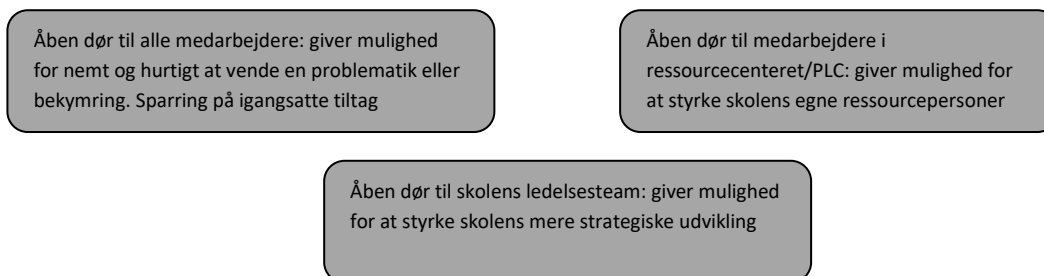 Åben dør til alle medarbejdere: giver mulighed
for nemt og hurtigt at vende en problematik eller
bekymring. Sparring på igangsatte tiltag
Åben dør til medarbejdere i
ressourcecenteret/PLC: giver mulighed for
at styrke skolens egne ressourcepersoner
Åben dør til skolens ledelsesteam: giver mulighed
for at styrke skolens mere strategiske udvikling